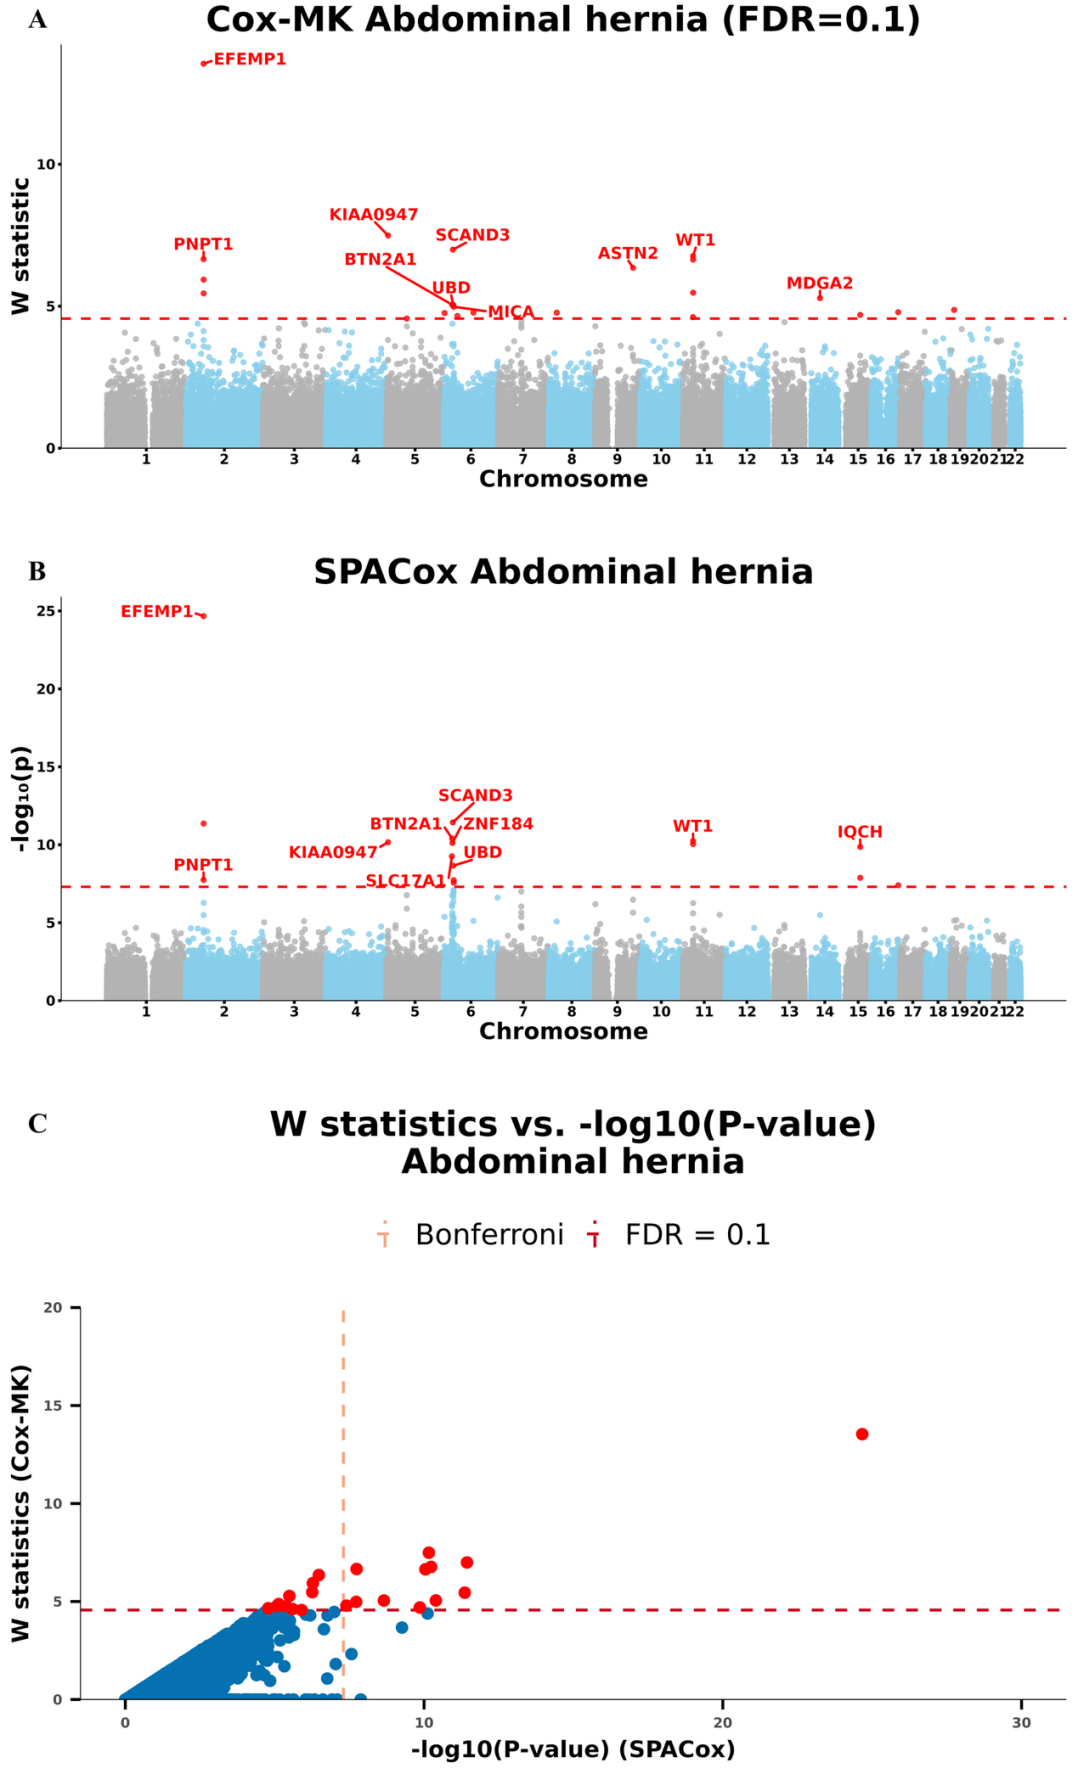 A
Cox-MK Abdominal hernia (FDR=0.1)
W statistic
10
5
0
EFEMP1
KIAA0947
PNPT1
SCAND3
WT1
BTN2A1
ASTN2
UBD
MDGA2
MICA
1 2 3 4 5 6 7 8 9 10 11 12 13 14 15 16 17 18 19 20 21 22
Chromosome
B
SPACox Abdominal hernia
-log₁₀(p)
25
20
15
10
5
0
EFEMP1
SCAND3
BTN2A1 ZNF184
WT1
IQCH
KIAA0947
UBD
PNPT1
SLC17A1
1 2 3 4 5 6 7 8 9 10 11 12 13 14 15 16 17 18 19 20 21 22
Chromosome
C
W statistics vs. -log10(P-value)
Abdominal hernia
Bonferroni FDR = 0.1
W statistics (Cox-MK)
20
15
10
5
0
0 10 20 30
-log10(P-value) (SPACox)